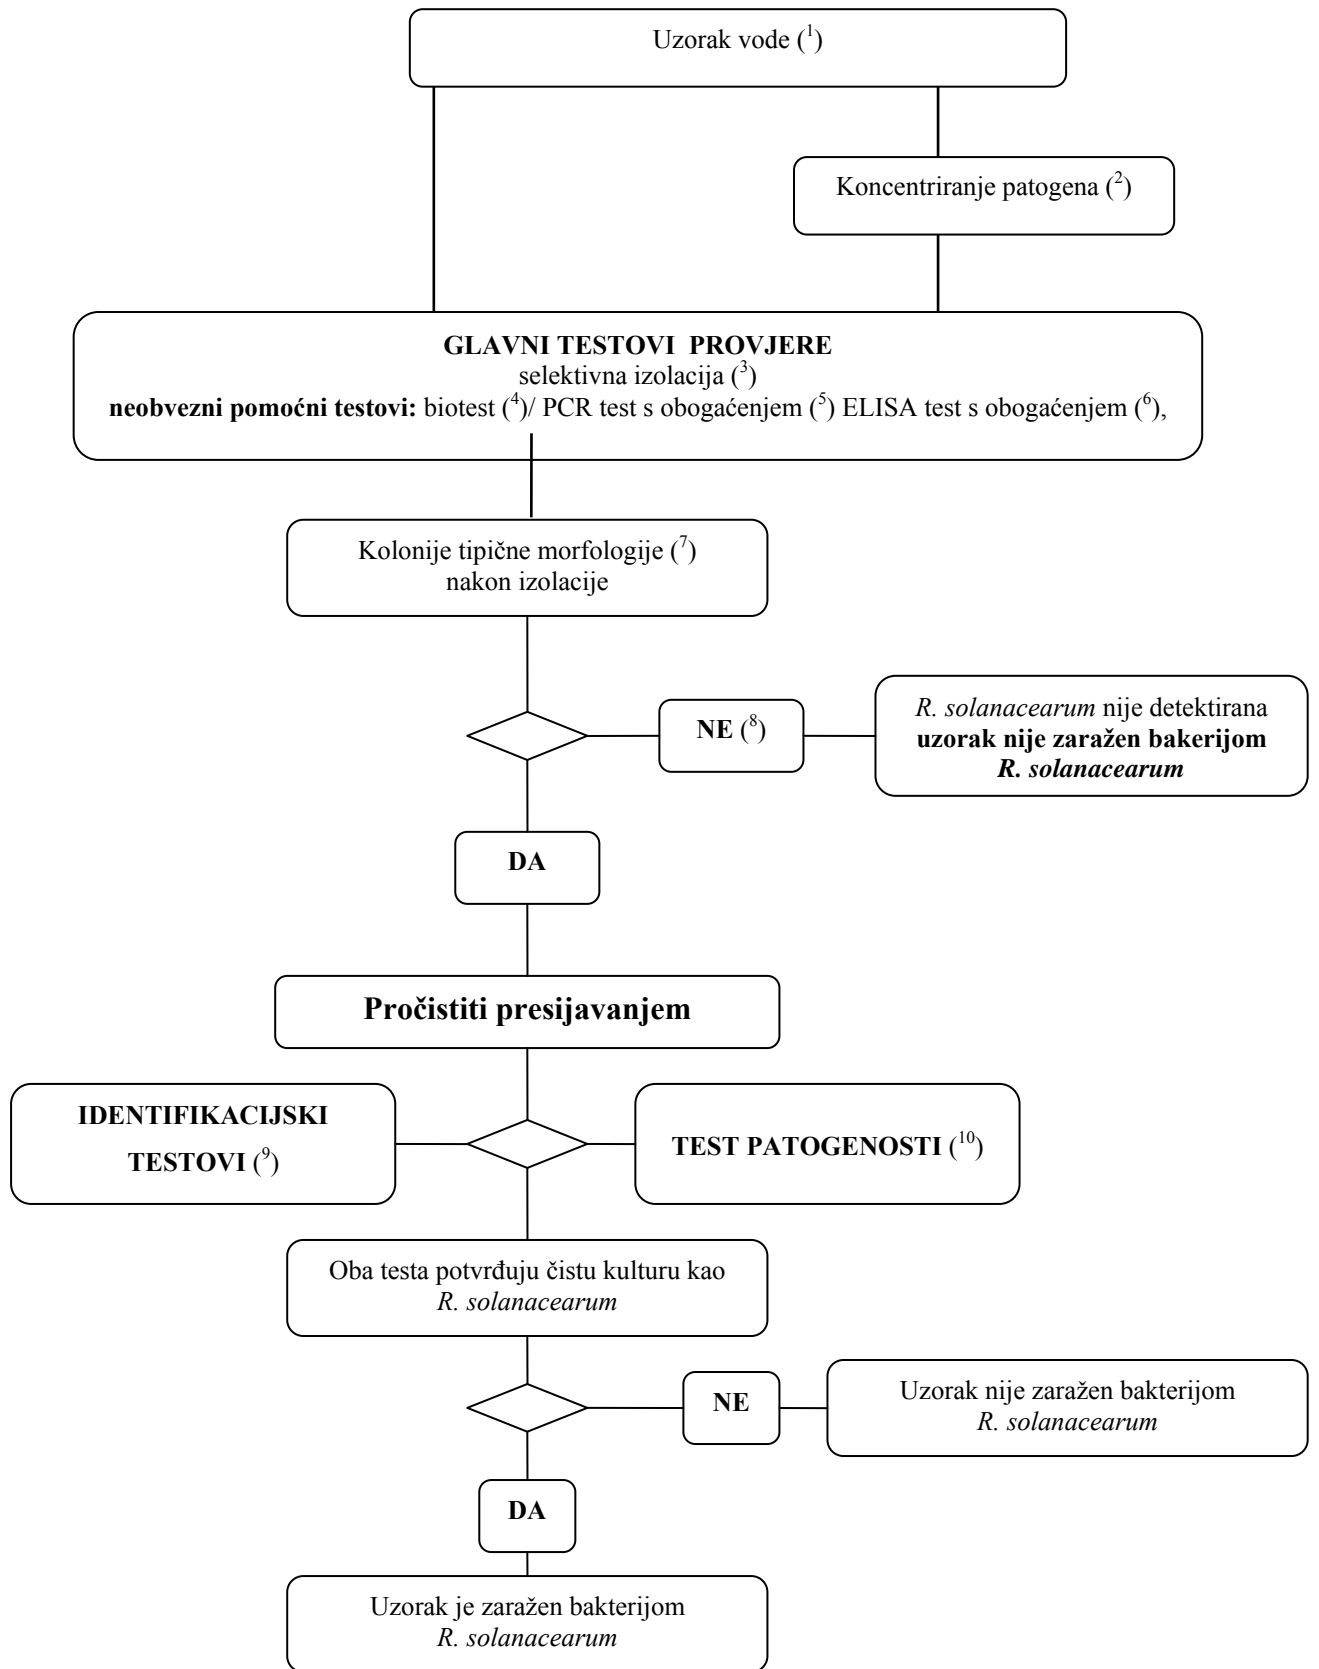 Uzorak vode (1)
Koncentriranje patogena (2)
GLAVNI TESTOVI PROVJERE
selektivna izolacija (3)
neobvezni pomoćni testovi: biotest (4)/ PCR test s obogaćenjem (5) ELISA test s obogaćenjem (6),
Kolonije tipične morfologije (7)
nakon izolacije
NE (8)
R. solanacearum nije detektirana
uzorak nije zaražen bakerijom
R. solanacearum
DA
Pročistiti presijavanjem
IDENTIFIKACIJSKI
TESTOVI (9)
TEST PATOGENOSTI (10)
Oba testa potvrđuju čistu kulturu kao
R. solanacearum
NE
Uzorak nije zaražen bakterijom
R. solanacearum
DA
Uzorak je zaražen bakterijom
R. solanacearum